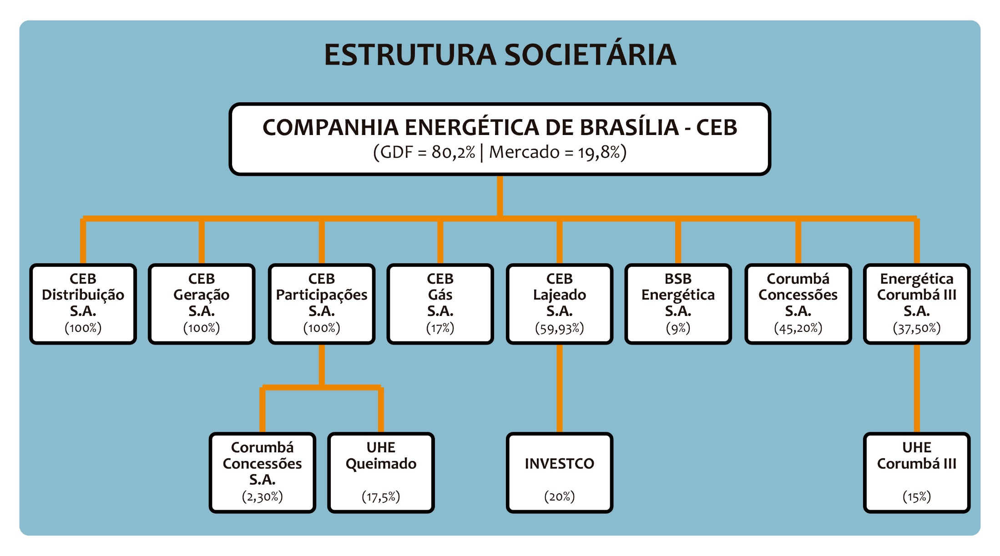 ESTRUTURA SOCIETÁRIA
COMPANHIA ENERGÉTICA DE BRASÍLIA - CEB
(GDF = 80,2% | Mercado = 19,8%)
CEB
Distribuição
S.A.
(100%)
CEB
Geração
S.A.
(100%)
CEB
Participações
S.A.
(100%)
CEB
Gás
S.A.
(17%)
CEB
Lajeado
S.A.
(59,93%)
BSB
Energética
S.A.
(9%)
Corumbá
Concessões
S.A.
(45,20%)
Energética
Corumbá III
S.A.
(37,50%)
Corumbá
Concessões
S.A.
(2,30%)
UHE
Queimado
(17,5%)
INVESTCO
(20%)
UHE
Corumbá III
(15%)